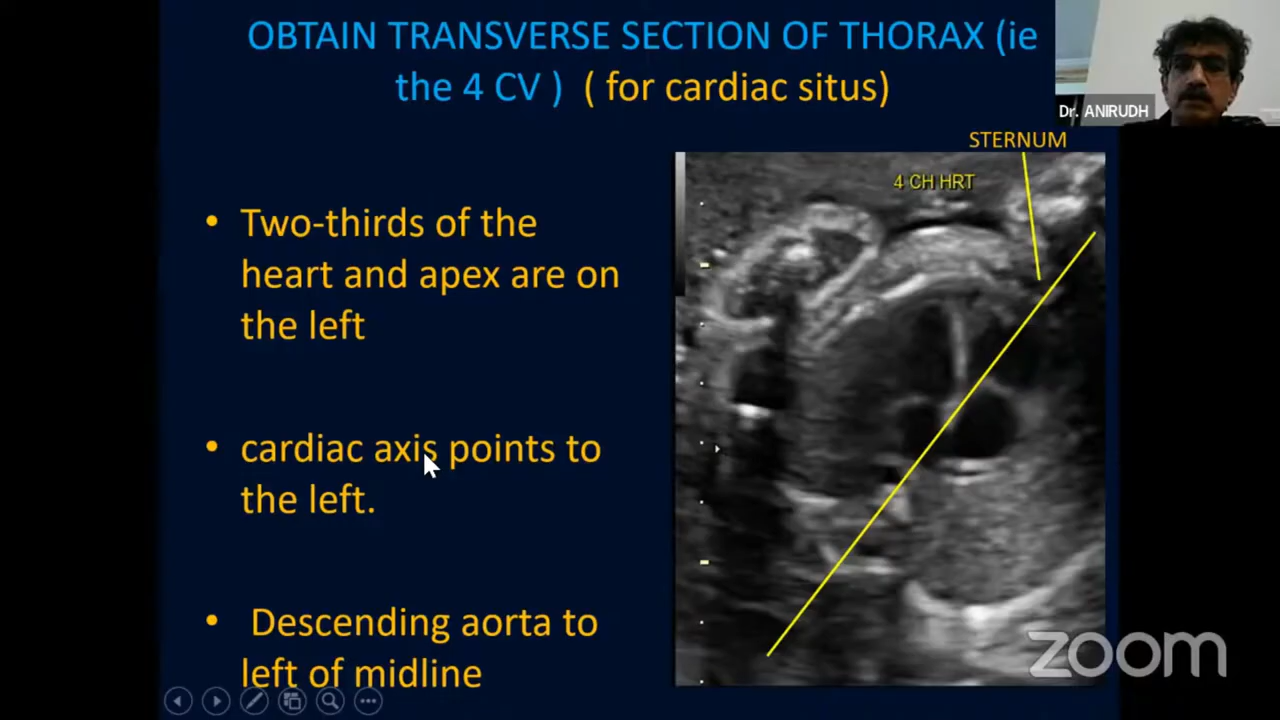 OBTAIN TRANSVERSE SECTION OF THORAX (ie
the 4 CV ) ( for cardiac situs)
Dr. ANIRUDH
STERNUM
4 CH HRT
• Two-thirds of the
heart and apex are on
the left
• cardiac axis points to
the left.
• Descending aorta to
left of midline
zoom